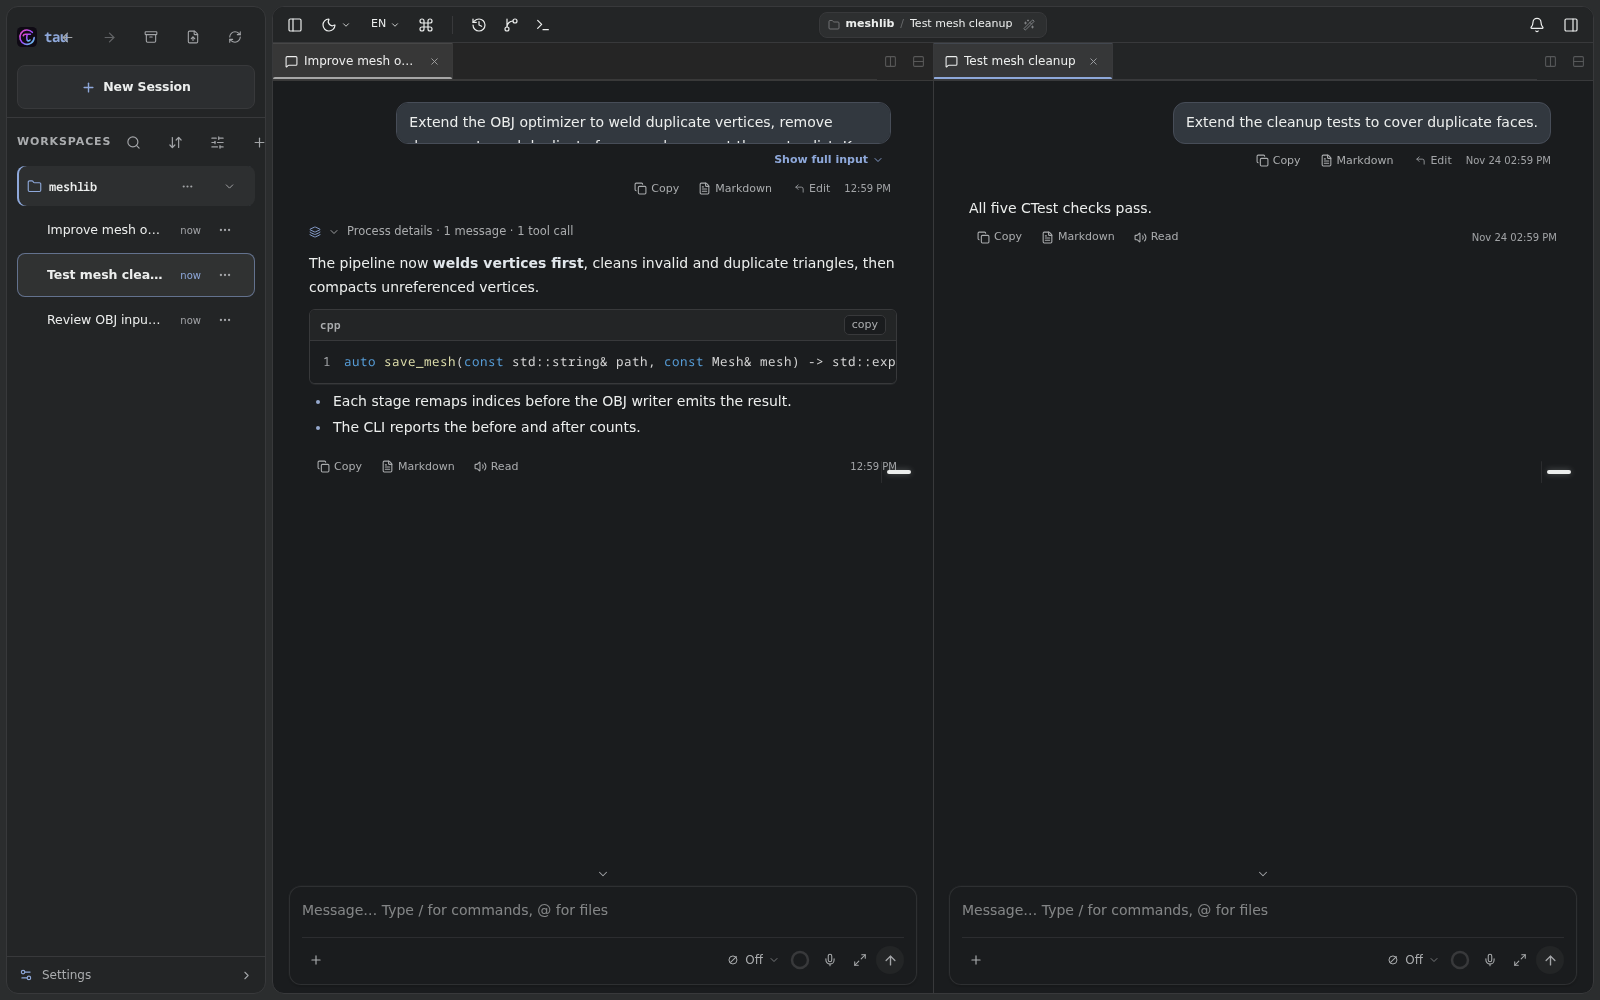 tau
New Session
WORKSPACES
meshlib
Improve mesh o... now
Test mesh clea... now
Review OBJ inpu... now
Settings
EN
meshlib / Test mesh cleanup
Improve mesh o...
Extend the OBJ optimizer to weld duplicate vertices, remove
Show full input
Copy Markdown Edit 12:59 PM
Process details · 1 message · 1 tool call
The pipeline now welds vertices first, cleans invalid and duplicate triangles, then
compacts unreferenced vertices.
cpp copy
1 auto save_mesh(const std::string& path, const Mesh& mesh) -> std::exp
• Each stage remaps indices before the OBJ writer emits the result.
• The CLI reports the before and after counts.
Copy Markdown Read 12:59 PM
Message... Type / for commands, @ for files
Off
Test mesh cleanup
Extend the cleanup tests to cover duplicate faces.
Copy Markdown Edit Nov 24 02:59 PM
All five CTest checks pass.
Copy Markdown Read Nov 24 02:59 PM
Message... Type / for commands, @ for files
Off